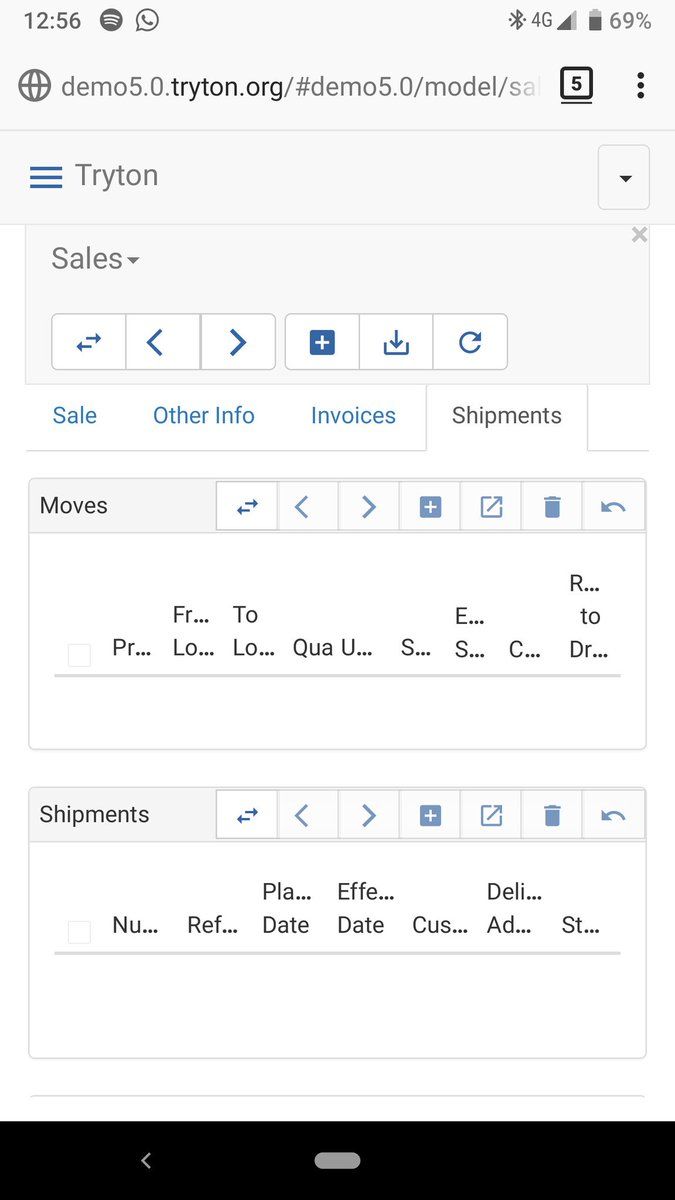 12:56 4G 69%
demo5.0.tryton.org/#demo5.0/model/sal 5
Tryton
Sales
Sale Other Info Invoices Shipments
Moves
Pr... Fr... Lo... To Lo... Qua U... S... E... S... C... R... to Dr...
Shipments
Nu... Ref... Pla... Date Effe... Date Cus... Deli... Ad... St...